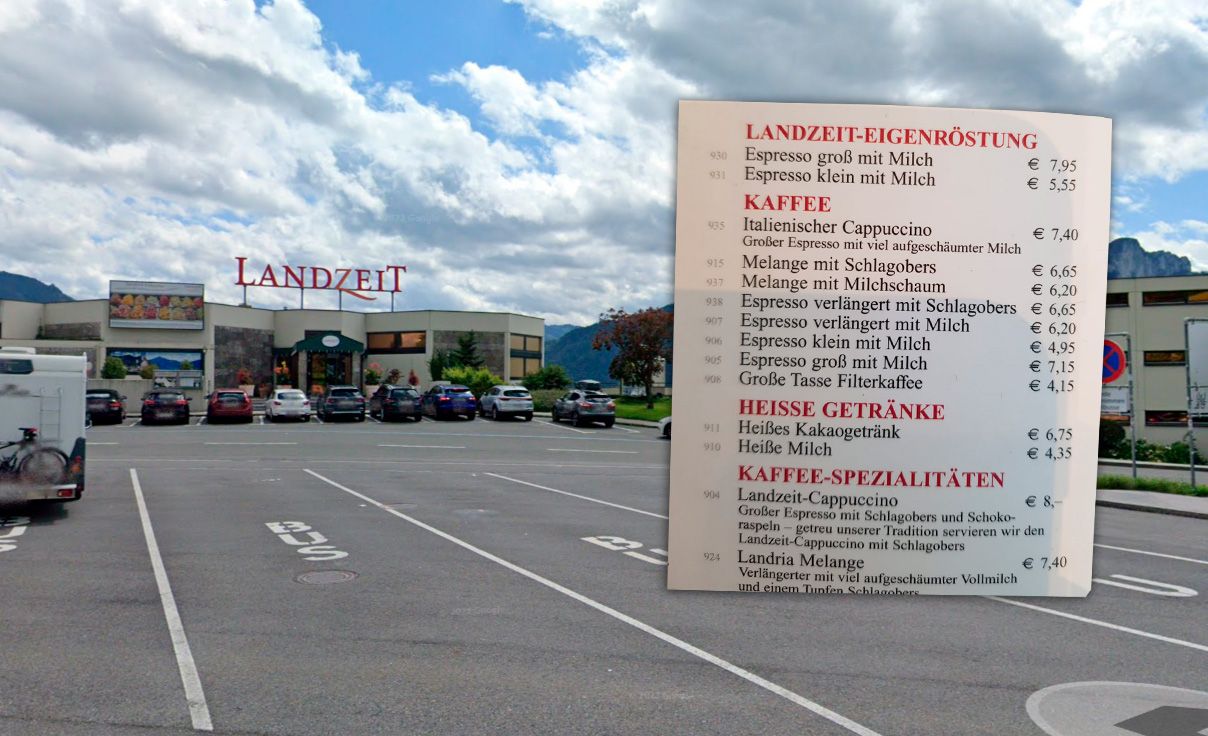 LANDZEIT
BUS
BUS
LANDZEIT-EIGENRÖSTUNG
930 Espresso groß mit Milch € 7,95
931 Espresso klein mit Milch € 5,55
KAFFEE
935 Italienischer Cappuccino € 7,40
Großer Espresso mit viel aufgeschäumter Milch
915 Melange mit Schlagobers € 6,65
937 Melange mit Milchschaum € 6,20
938 Espresso verlängert mit Schlagobers € 6,65
907 Espresso verlängert mit Milch € 6,20
906 Espresso klein mit Milch € 4,95
905 Espresso groß mit Milch € 7,15
908 Große Tasse Filterkaffee € 4,15
HEISSE GETRÄNKE
911 Heißes Kakaogetränk € 6,75
910 Heiße Milch € 4,35
KAFFEE-SPEZIALITÄTEN
904 Landzeit-Cappuccino € 8,–
Großer Espresso mit Schlagobers und Schoko-
raspeln – getreu unserer Tradition servieren wir den
Landzeit-Cappuccino mit Schlagobers
924 Landria Melange € 7,40
Verlängerter mit viel aufgeschäumter Vollmilch
und einem Tupfen Schlagobers